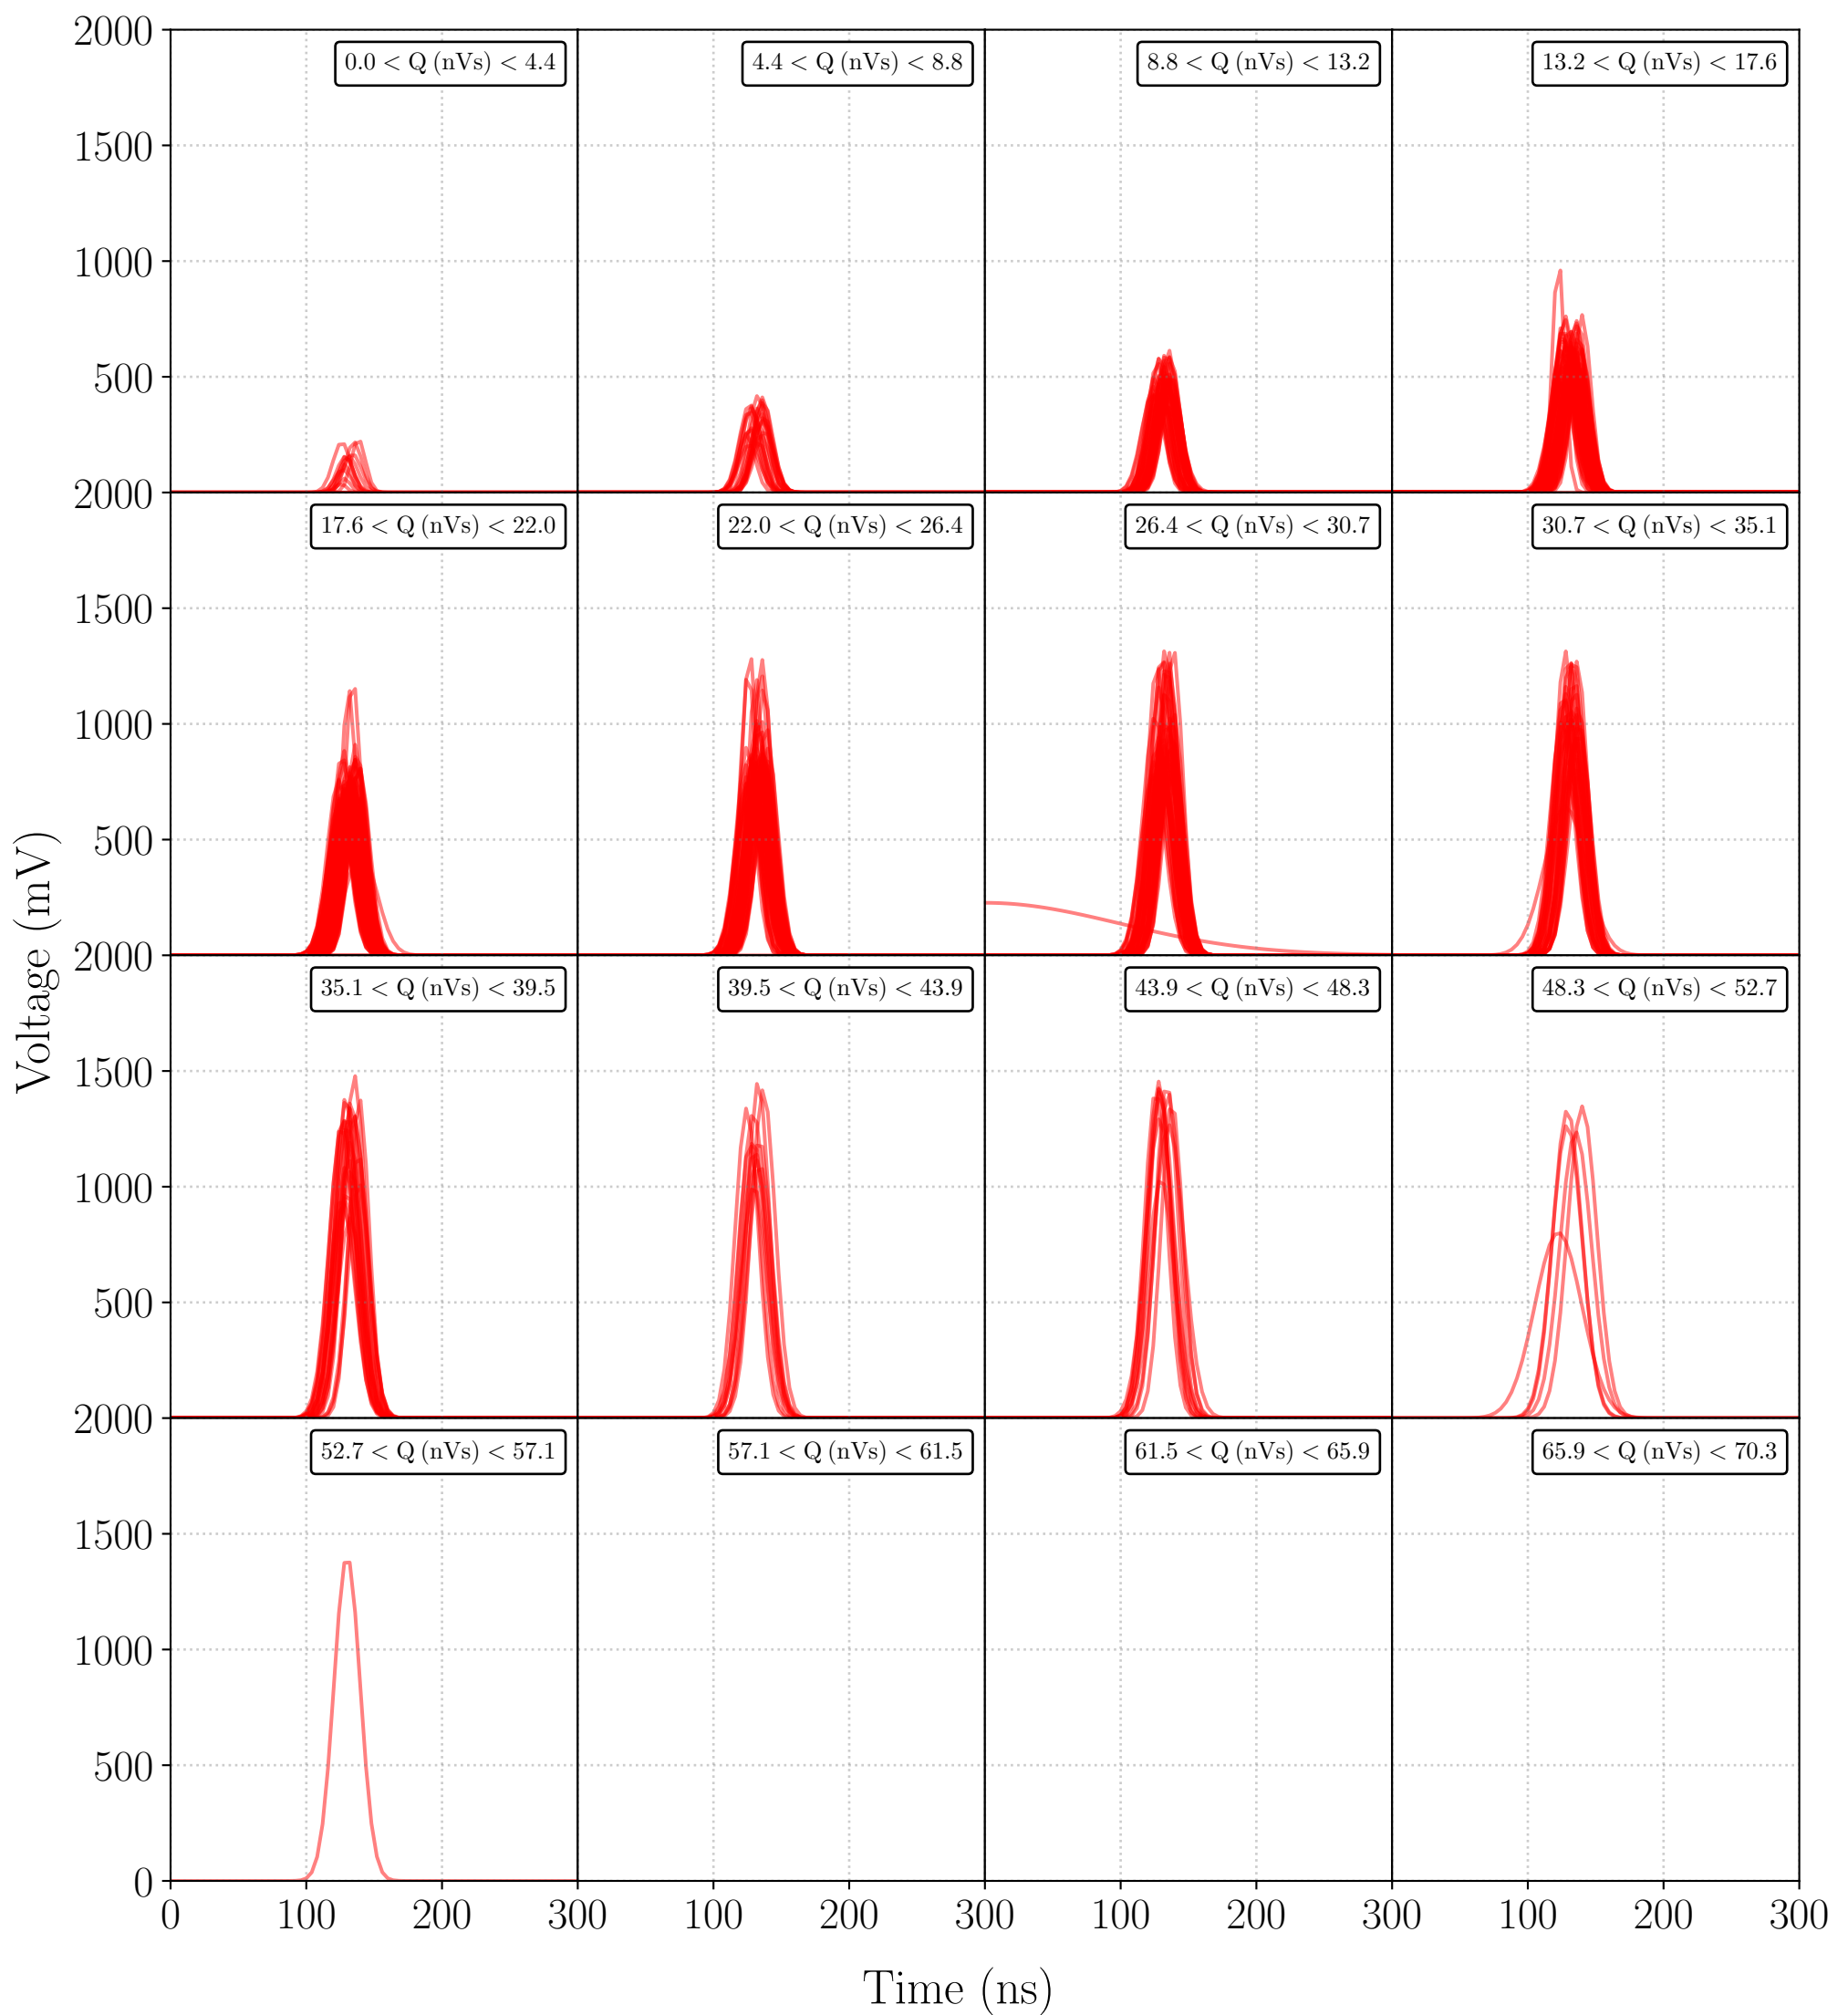 2000
0.0 < Q (nVs) < 4.4
4.4 < Q (nVs) < 8.8
8.8 < Q (nVs) < 13.2
13.2 < Q (nVs) < 17.6
1500
1000
500
2000
17.6 < Q (nVs) < 22.0
22.0 < Q (nVs) < 26.4
26.4 < Q (nVs) < 30.7
30.7 < Q (nVs) < 35.1
1500
1000
500
Voltage (mV)
2000
35.1 < Q (nVs) < 39.5
39.5 < Q (nVs) < 43.9
43.9 < Q (nVs) < 48.3
48.3 < Q (nVs) < 52.7
1500
1000
500
2000
52.7 < Q (nVs) < 57.1
57.1 < Q (nVs) < 61.5
61.5 < Q (nVs) < 65.9
65.9 < Q (nVs) < 70.3
1500
1000
500
0
0 100 200 300 100 200 300 100 200 300 100 200 300
Time (ns)